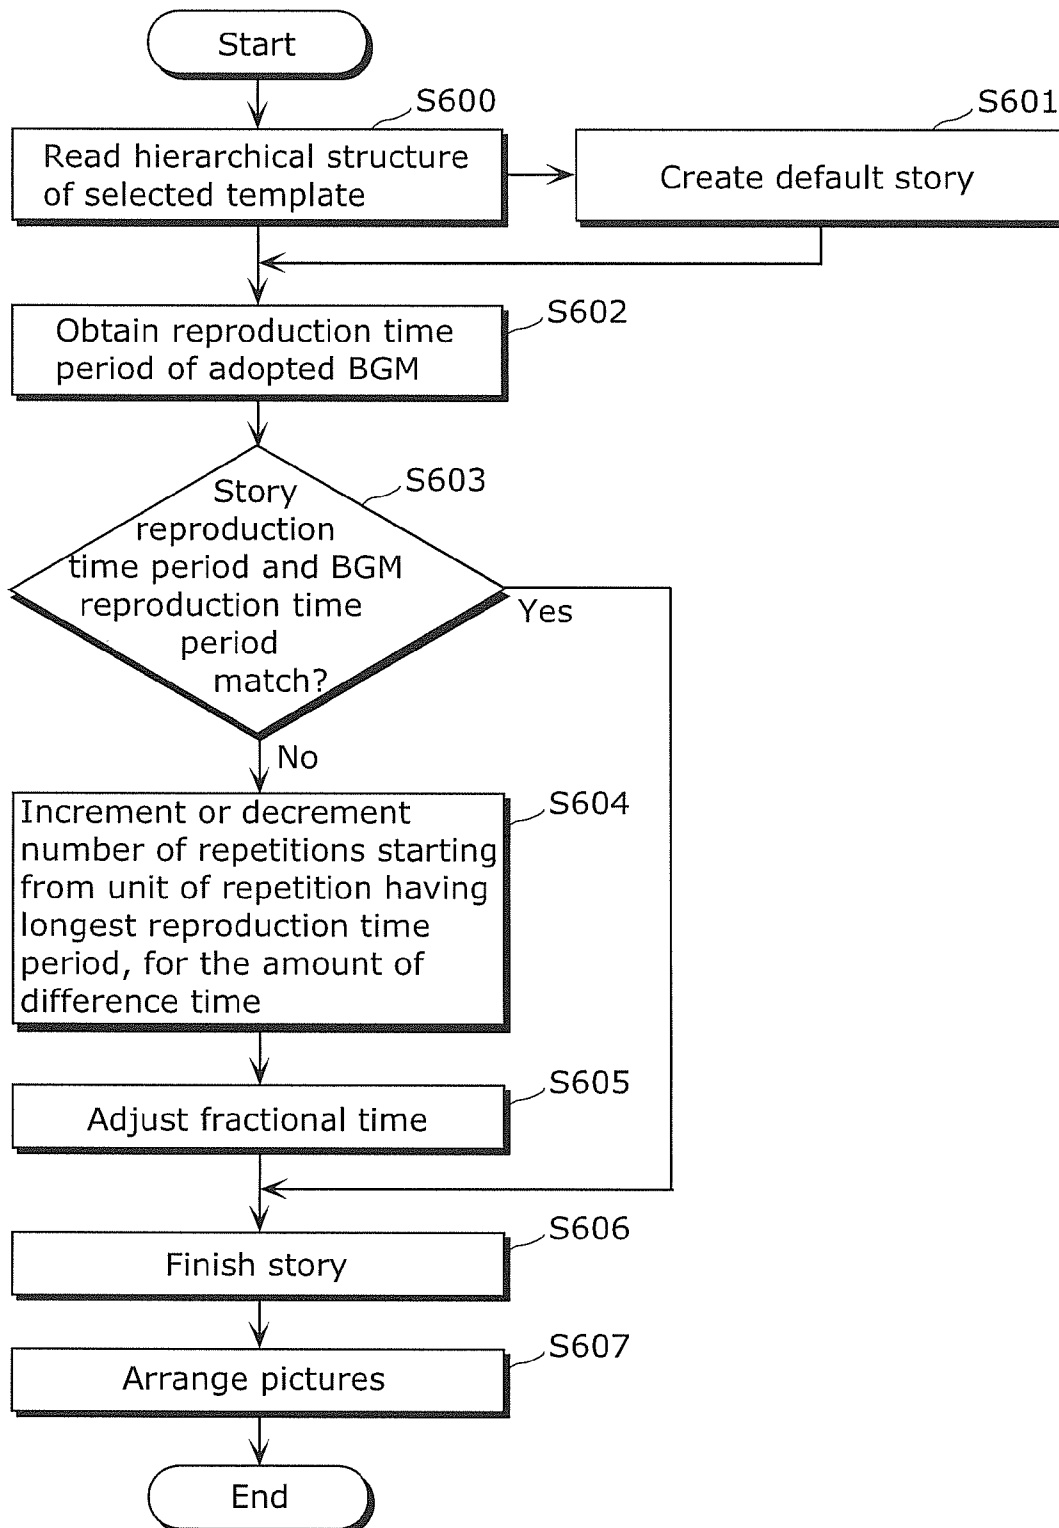 Start
S600
S601
Read hierarchical structure
of selected template
Create default story
S602
Obtain reproduction time
period of adopted BGM
S603
Story
reproduction
time period and BGM
reproduction time
period
match?
Yes
No
S604
Increment or decrement
number of repetitions starting
from unit of repetition having
longest reproduction time
period, for the amount of
difference time
S605
Adjust fractional time
S606
Finish story
S607
Arrange pictures
End